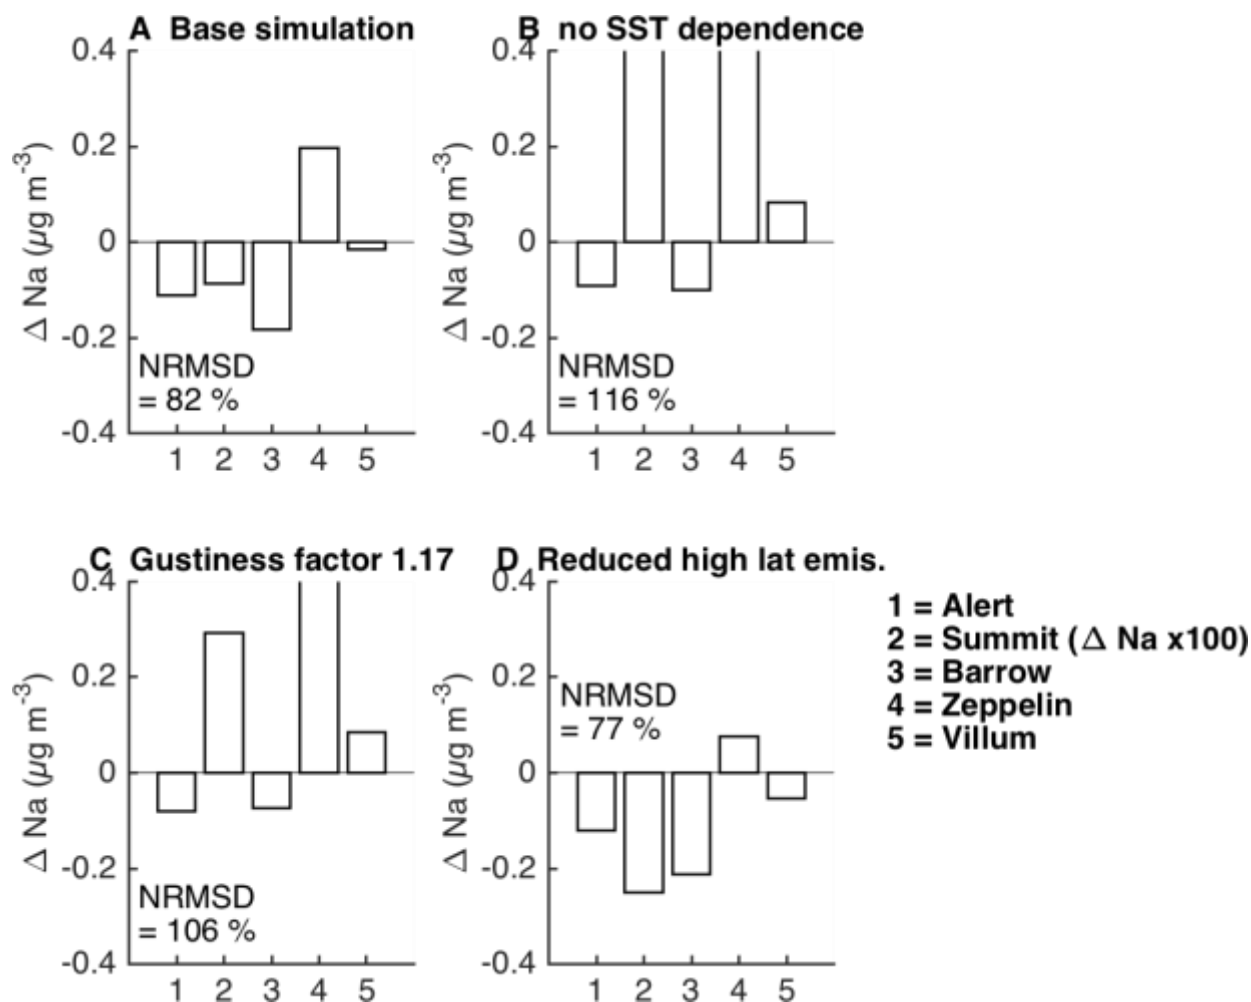 A Base simulation
0.4
0.2
0
-0.2
-0.4
Δ Na (µg m-3)
NRMSD
= 82 %
1 2 3 4 5
B no SST dependence
0.4
0.2
0
-0.2
-0.4
Δ Na (µg m-3)
NRMSD
= 116 %
1 2 3 4 5
C Gustiness factor 1.17
0.4
0.2
0
-0.2
-0.4
Δ Na (µg m-3)
NRMSD
= 106 %
1 2 3 4 5
D Reduced high lat emis.
0.4
0.2
0
-0.2
-0.4
Δ Na (µg m-3)
NRMSD
= 77 %
1 2 3 4 5
1 = Alert
2 = Summit (Δ Na x100)
3 = Barrow
4 = Zeppelin
5 = Villum